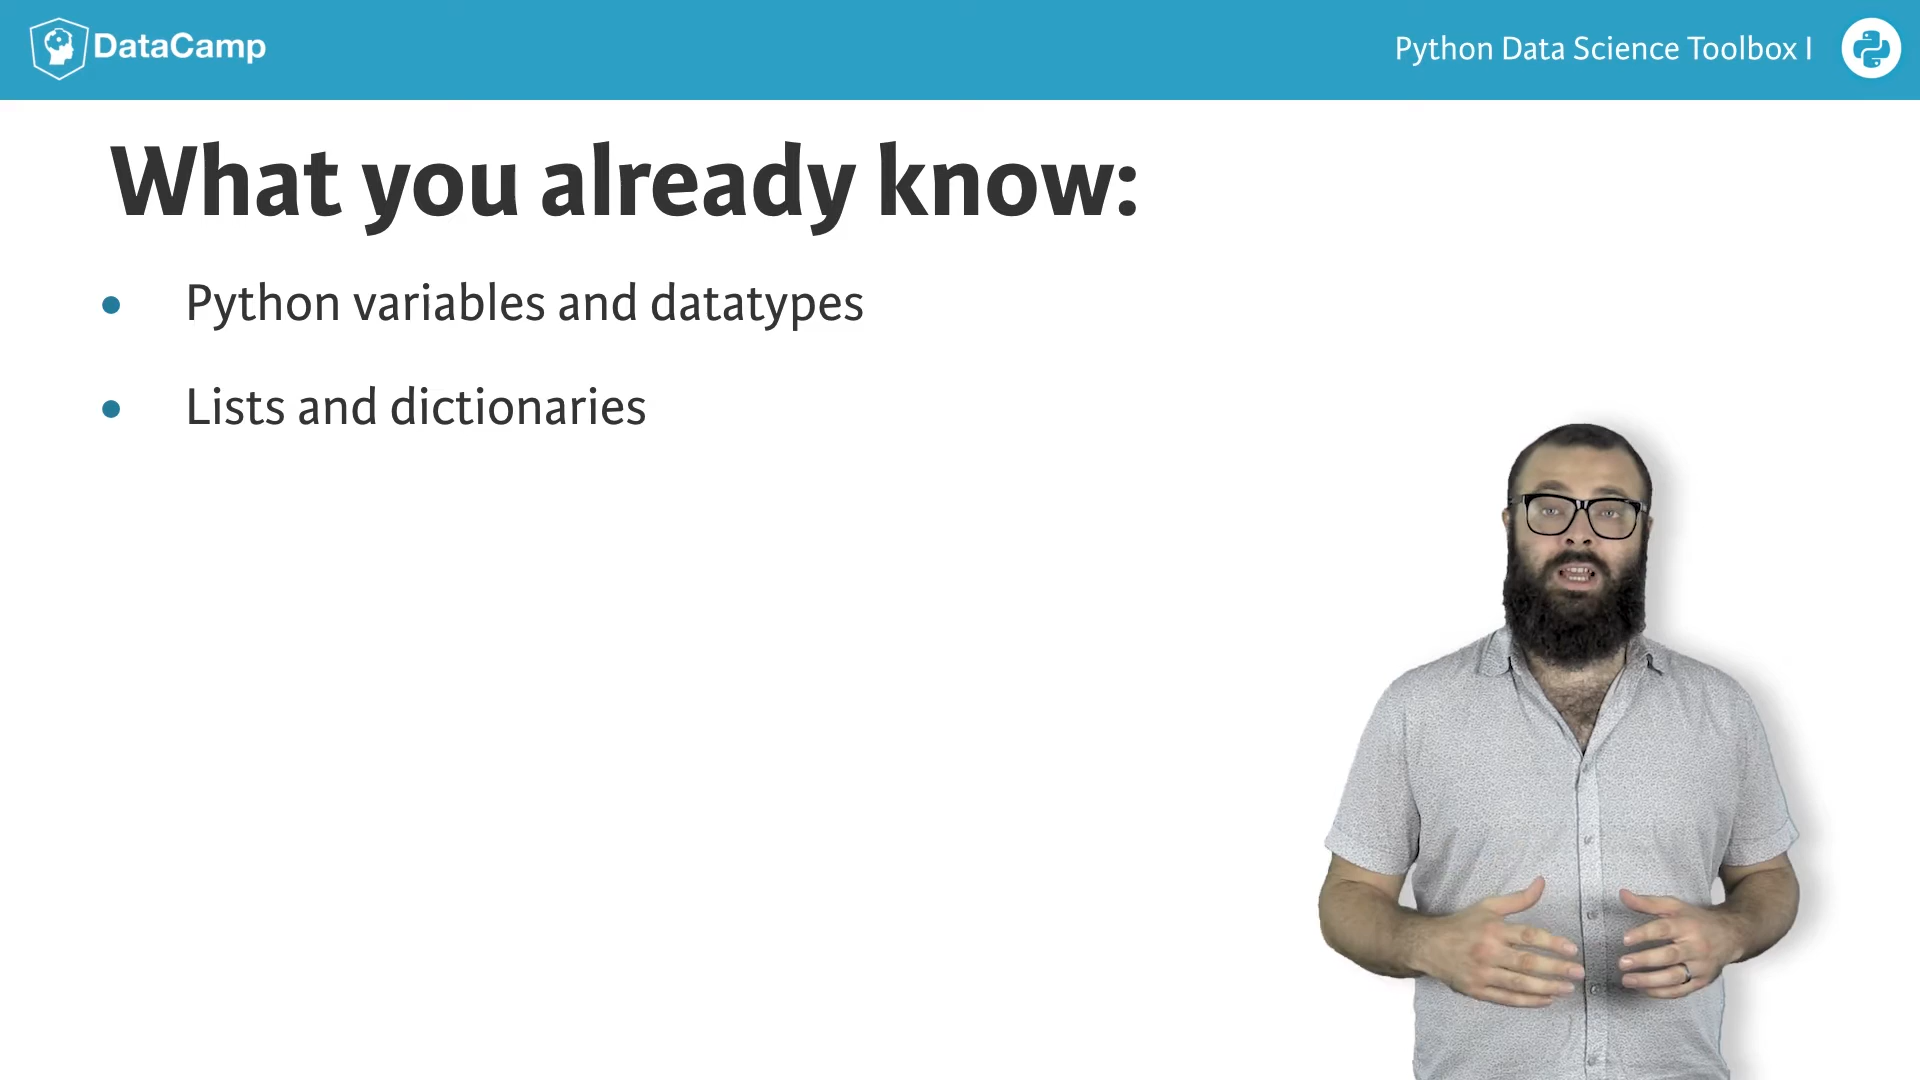 DataCamp
Python Data Science Toolbox I
What you already know:
Python variables and datatypes
Lists and dictionaries